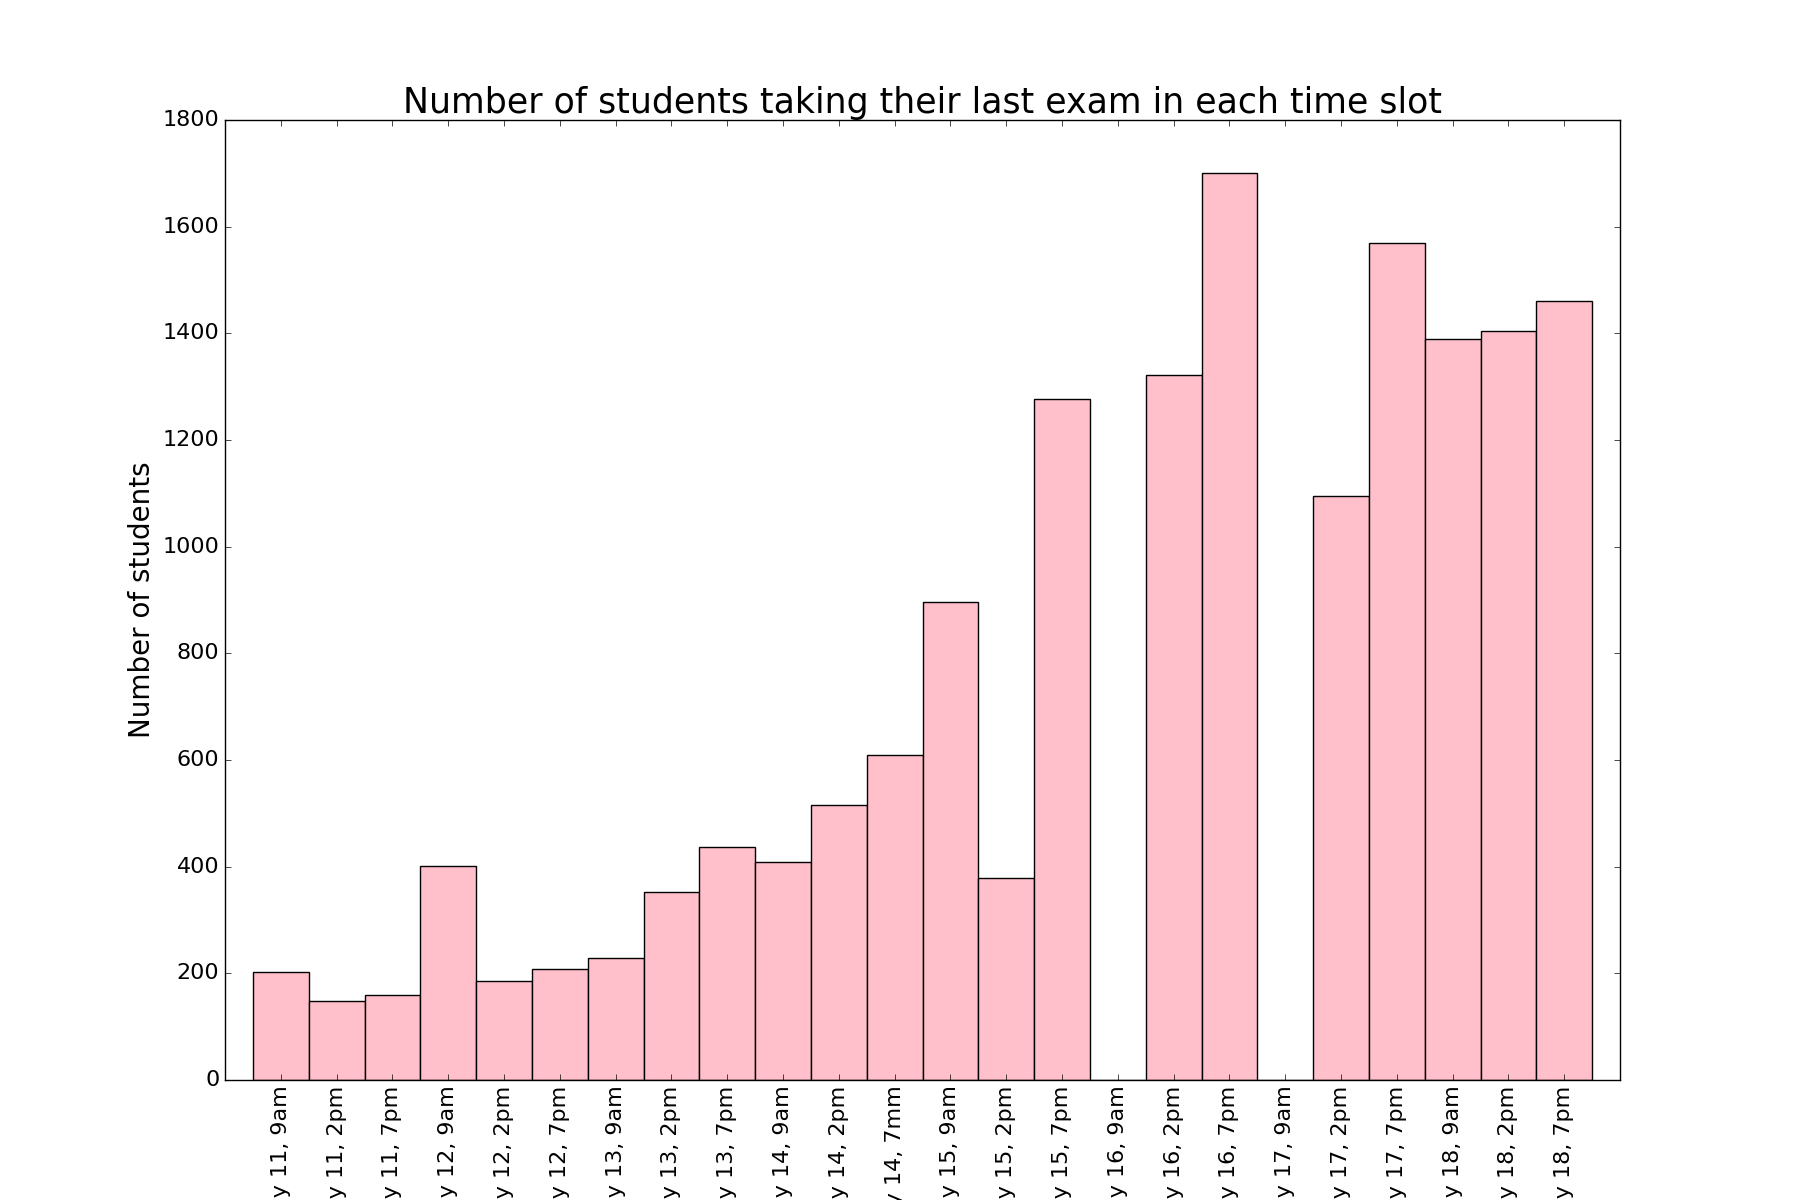 Number of students taking their last exam in each time slot
Number of students
1800
1600
1400
1200
1000
800
600
400
200
0
y 11, 9am
y 11, 2pm
y 11, 7pm
y 12, 9am
y 12, 2pm
y 12, 7pm
y 13, 9am
y 13, 2pm
y 13, 7pm
y 14, 9am
y 14, 2pm
y 14, 7mm
y 15, 9am
y 15, 2pm
y 15, 7pm
y 16, 9am
y 16, 2pm
y 16, 7pm
y 17, 9am
y 17, 2pm
y 17, 7pm
y 18, 9am
y 18, 2pm
y 18, 7pm